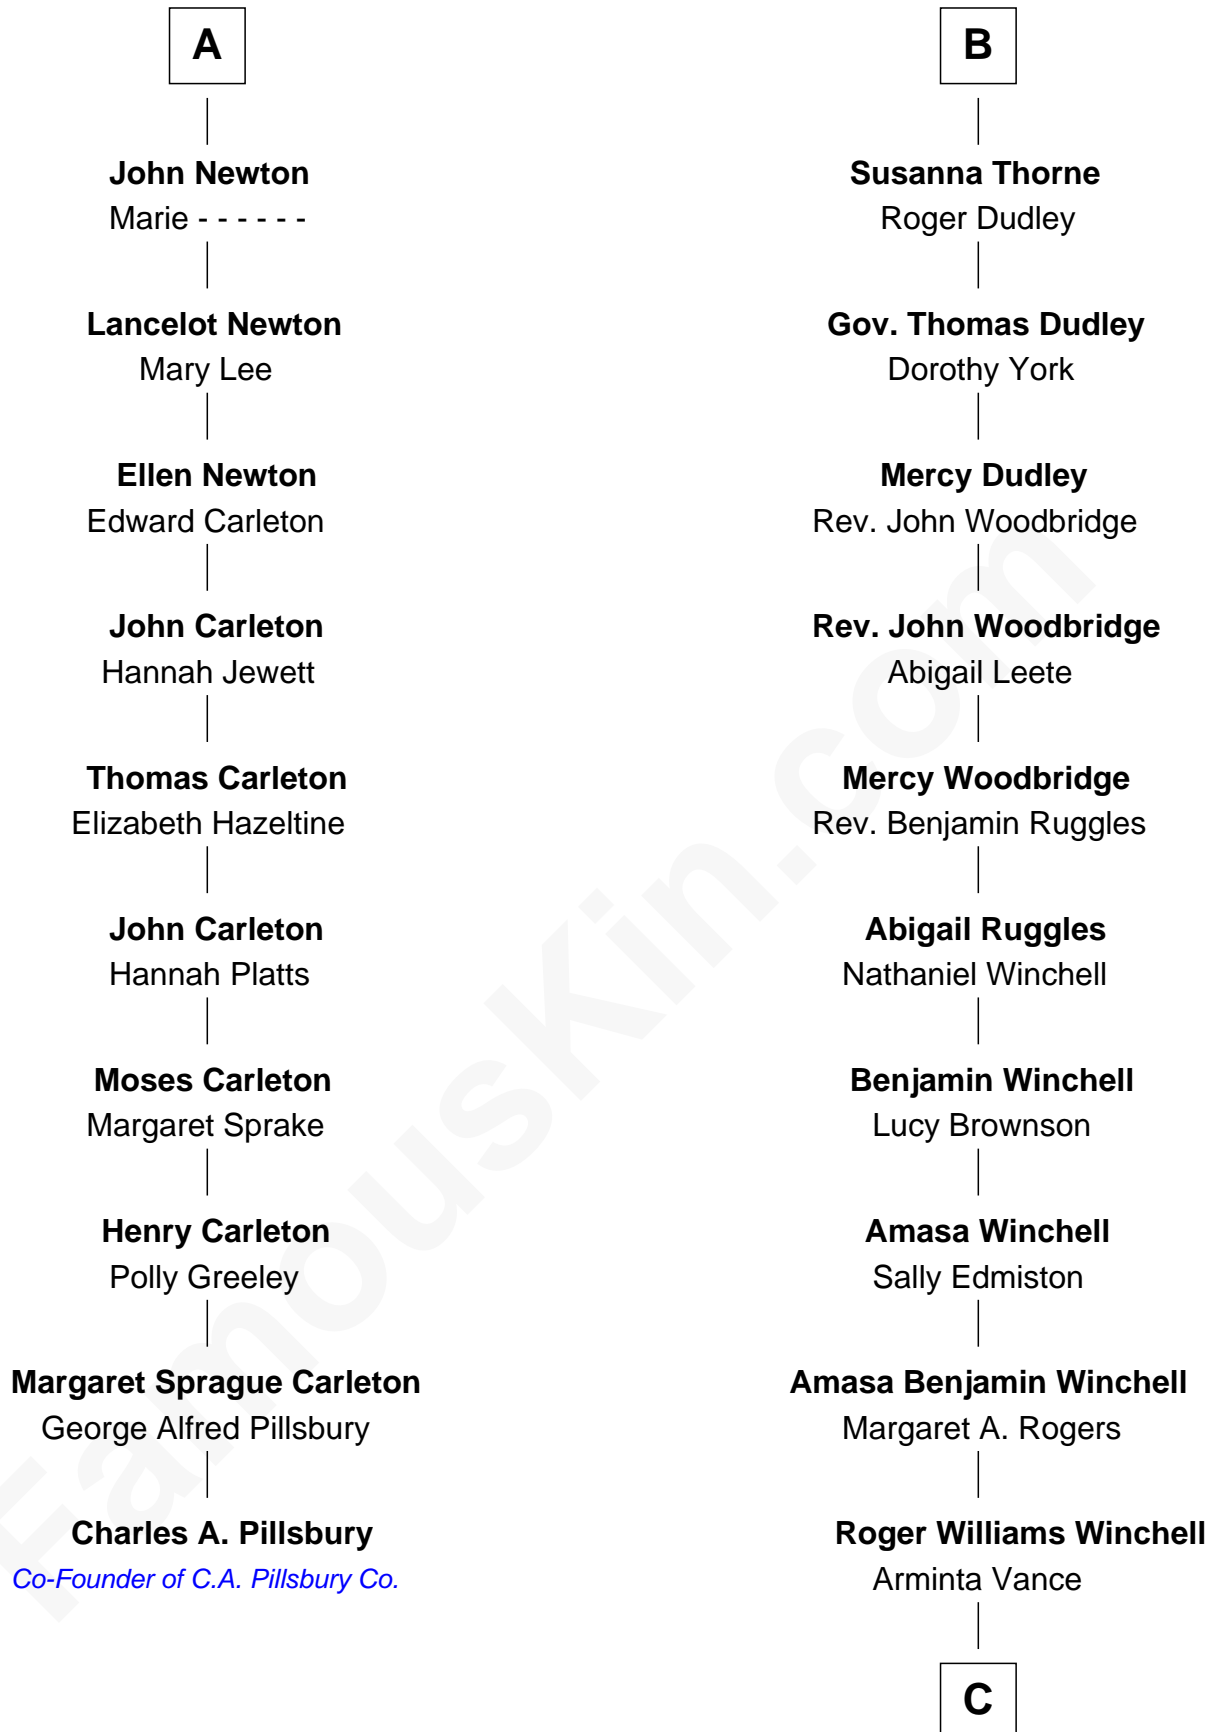 A
John Newton
Marie - - - - - -
Lancelot Newton
Mary Lee
Ellen Newton
Edward Carleton
John Carleton
Hannah Jewett
Thomas Carleton
Elizabeth Hazeltine
John Carleton
Hannah Platts
Moses Carleton
Margaret Sprake
Henry Carleton
Polly Greeley
Margaret Sprague Carleton
George Alfred Pillsbury
Charles A. Pillsbury
Co-Founder of C.A. Pillsbury Co.
B
Susanna Thorne
Roger Dudley
Gov. Thomas Dudley
Dorothy York
Mercy Dudley
Rev. John Woodbridge
Rev. John Woodbridge
Abigail Leete
Mercy Woodbridge
Rev. Benjamin Ruggles
Abigail Ruggles
Nathaniel Winchell
Benjamin Winchell
Lucy Brownson
Amasa Winchell
Sally Edmiston
Amasa Benjamin Winchell
Margaret A. Rogers
Roger Williams Winchell
Arminta Vance
C
FamousKin.com